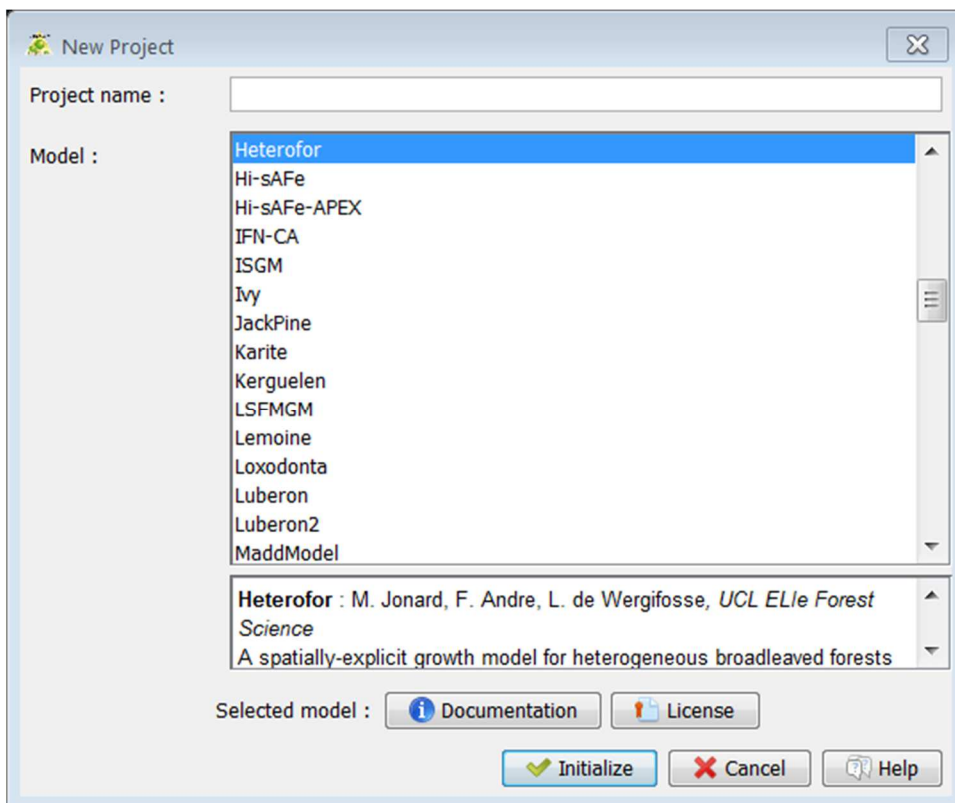 New Project
Project name :
Model :
Heterofor
Hi-sAFe
Hi-sAFe-APEX
IFN-CA
ISGM
Ivy
JackPine
Karite
Kerguelen
LSFMGM
Lemoine
Loxodonta
Luberon
Luberon2
MaddModel
Heterofor : M. Jonard, F. Andre, L. de Wergifosse, UCL ELIe Forest
Science
A spatially-explicit growth model for heterogeneous broadleaved forests
Selected model : Documentation License
Initialize Cancel Help